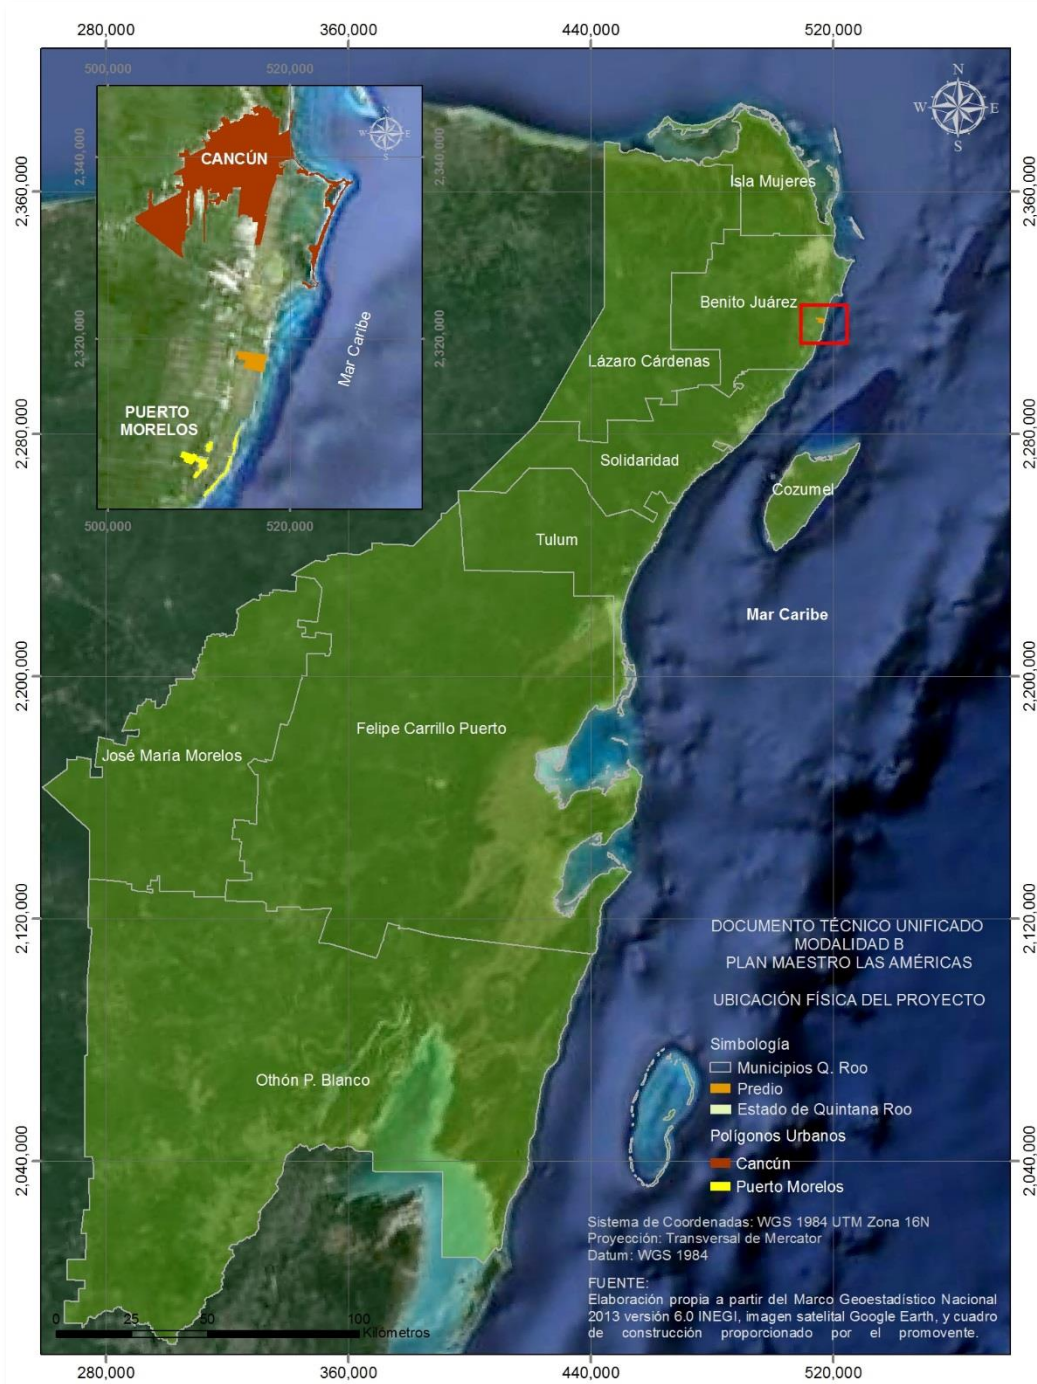 280,000
360,000
440,000
520,000
500,000
520,000
N
W
E
S
N
W
E
S
2,340,000
2,340,000
CANCÚN
2,360,000
2,360,000
Isla Mujeres
Benito Juárez
2,320,000
2,320,000
Mar Caribe
Lázaro Cárdenas
PUERTO
MORELOS
2,280,000
2,280,000
Solidaridad
Cozumel
500,000
520,000
Tulum
Mar Caribe
2,200,000
2,200,000
Felipe Carrillo Puerto
José María Morelos
2,120,000
2,120,000
DOCUMENTO TÉCNICO UNIFICADO
MODALIDAD B
PLAN MAESTRO LAS AMÉRICAS
UBICACIÓN FÍSICA DEL PROYECTO
Simbología
Municipios Q. Roo
Predio
Estado de Quintana Roo
Polígonos Urbanos
Cancún
Puerto Morelos
Othón P. Blanco
2,040,000
2,040,000
Sistema de Coordenadas: WGS 1984 UTM Zona 16N
Proyección: Transversal de Mercator
Datum: WGS 1984
FUENTE:
Elaboración propia a partir del Marco Geoestadístico Nacional
2013 versión 6.0 INEGI, imagen satelital Google Earth, y cuadro
de construcción proporcionado por el promovente.
0 25 50 100
Kilómetros
280,000
360,000
440,000
520,000